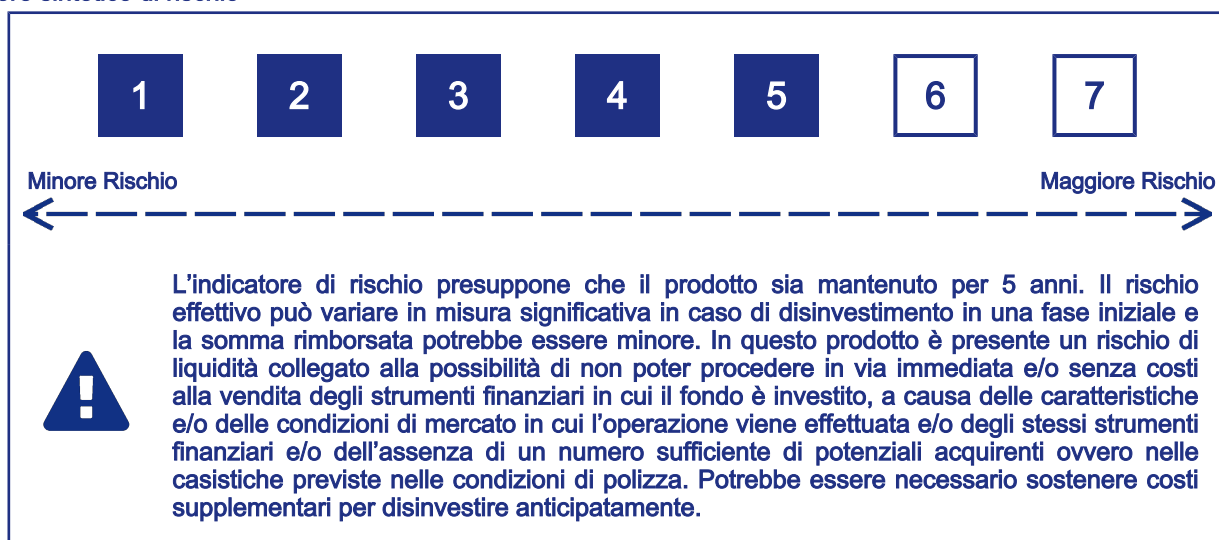 1 2 3 4 5 6 7
Minore Rischio Maggiore Rischio
L'indicatore di rischio presuppone che il prodotto sia mantenuto per 5 anni. Il rischio
effettivo può variare in misura significativa in caso di disinvestimento in una fase iniziale e
la somma rimborsata potrebbe essere minore. In questo prodotto è presente un rischio di
liquidità collegato alla possibilità di non poter procedere in via immediata e/o senza costi
alla vendita degli strumenti finanziari in cui il fondo è investito, a causa delle caratteristiche
e/o delle condizioni di mercato in cui l'operazione viene effettuata e/o degli stessi strumenti
finanziari e/o dell'assenza di un numero sufficiente di potenziali acquirenti ovvero nelle
casistiche previste nelle condizioni di polizza. Potrebbe essere necessario sostenere costi
supplementari per disinvestire anticipatamente.